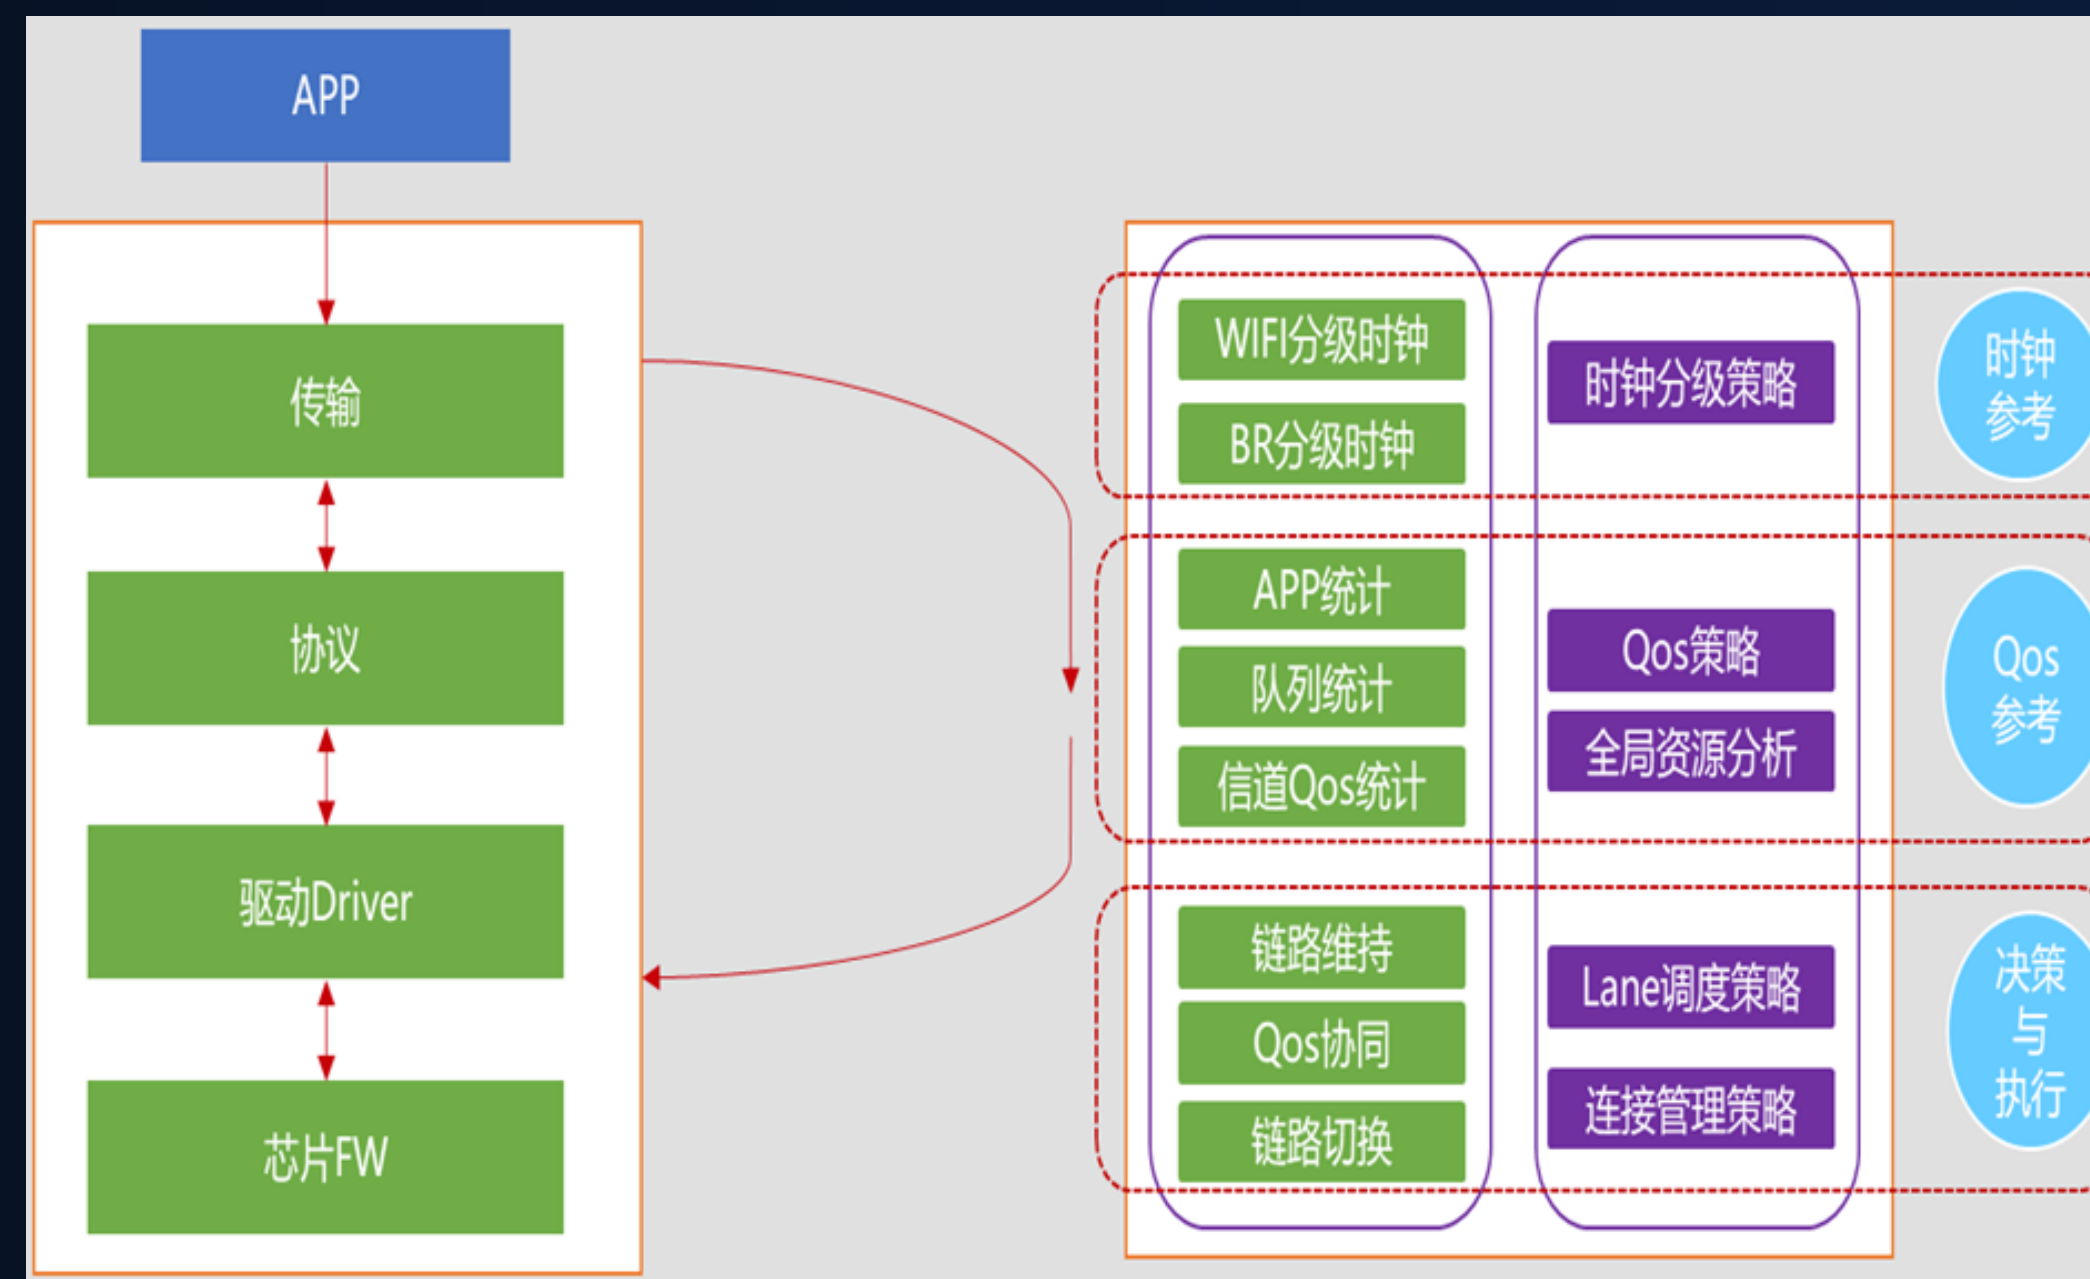 APP
传输
协议
驱动Driver
芯片FW
WIFI分级时钟
BR分级时钟
时钟分级策略
时钟
参考
APP统计
队列统计
信道Qos统计
Qos策略
全局资源分析
Qos
参考
链路维持
Qos协同
链路切换
Lane调度策略
连接管理策略
决策
与
执行